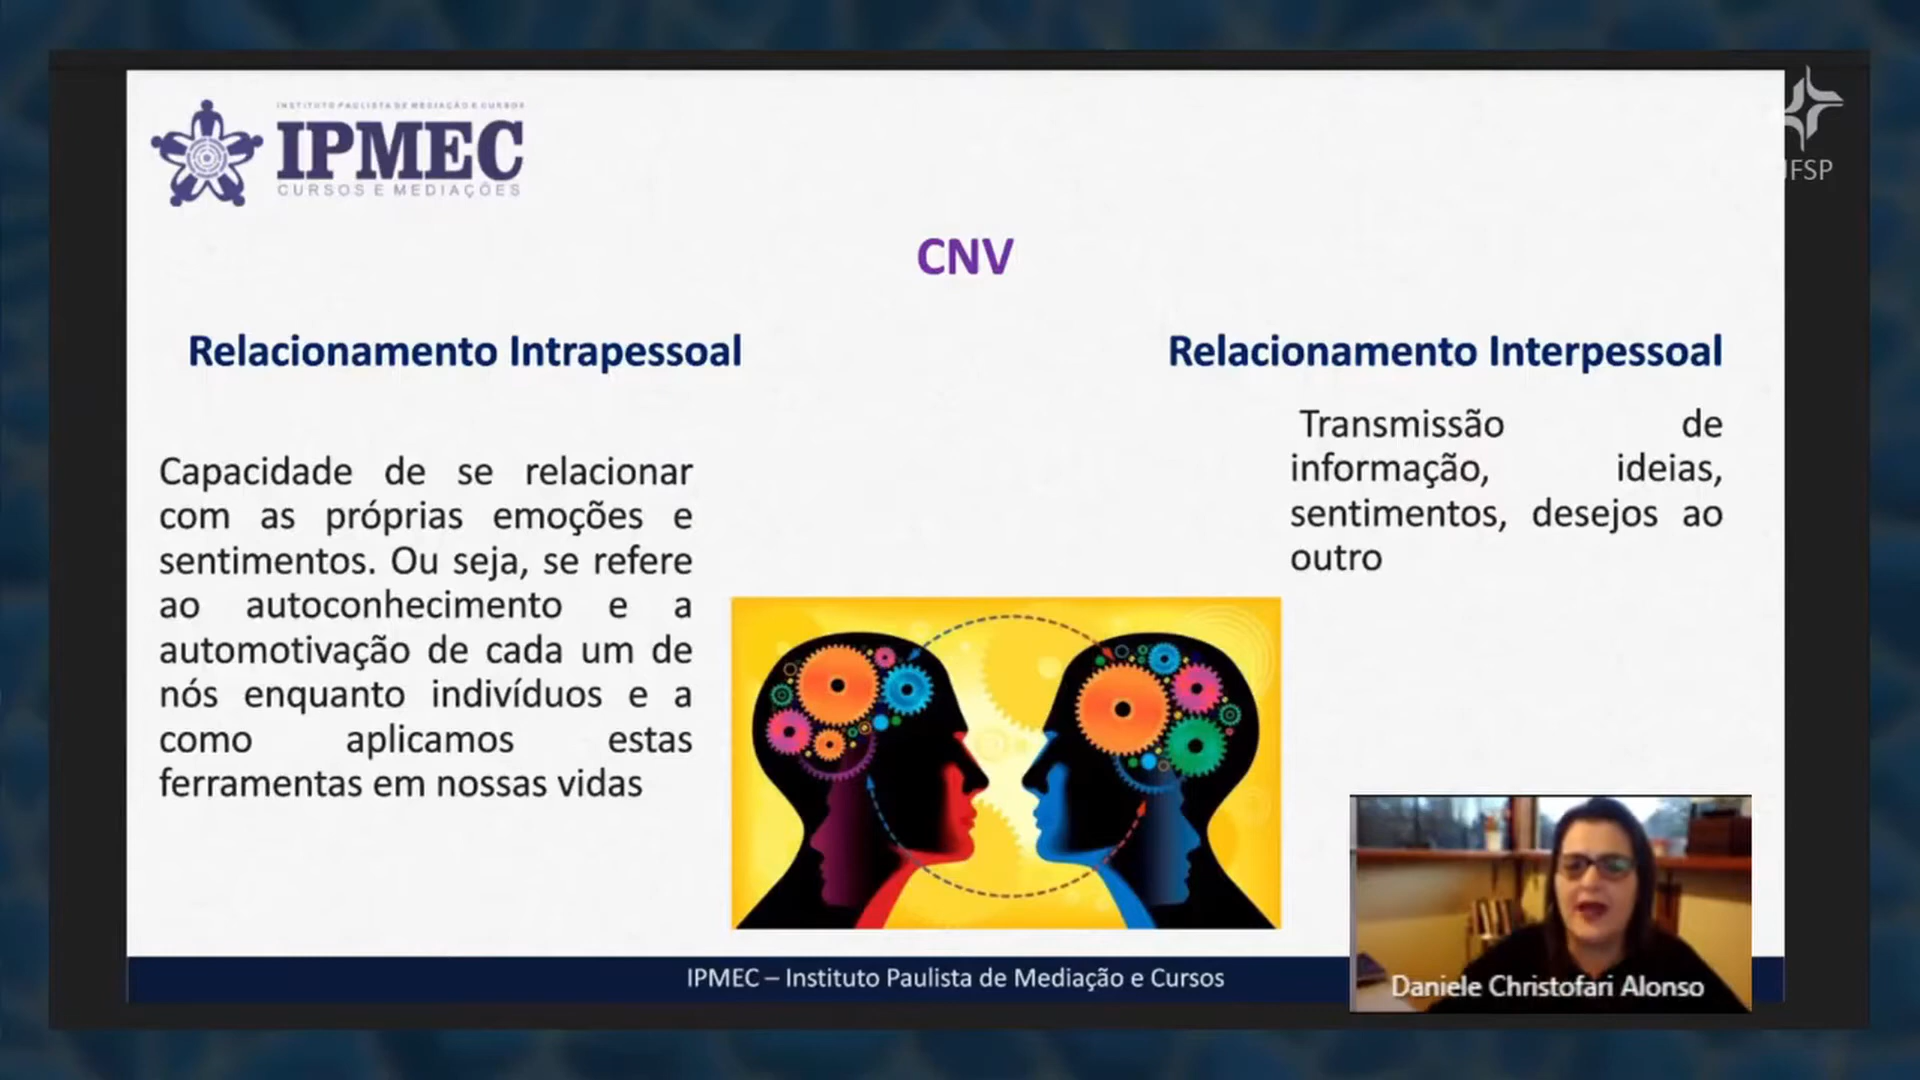 INSTITUTO PAULISTA DE MEDIAÇÃO E CURSOS
IPMEC
CURSOS E MEDIAÇÕES
IFSP
CNV
Relacionamento Intrapessoal
Capacidade de se relacionar
com as próprias emoções e
sentimentos. Ou seja, se refere
ao autoconhecimento e a
automotivação de cada um de
nós enquanto indivíduos e a
como aplicamos estas
ferramentas em nossas vidas
Relacionamento Interpessoal
Transmissão de
informação, ideias,
sentimentos, desejos ao
outro
IPMEC – Instituto Paulista de Mediação e Cursos
Daniele Christofari Alonso